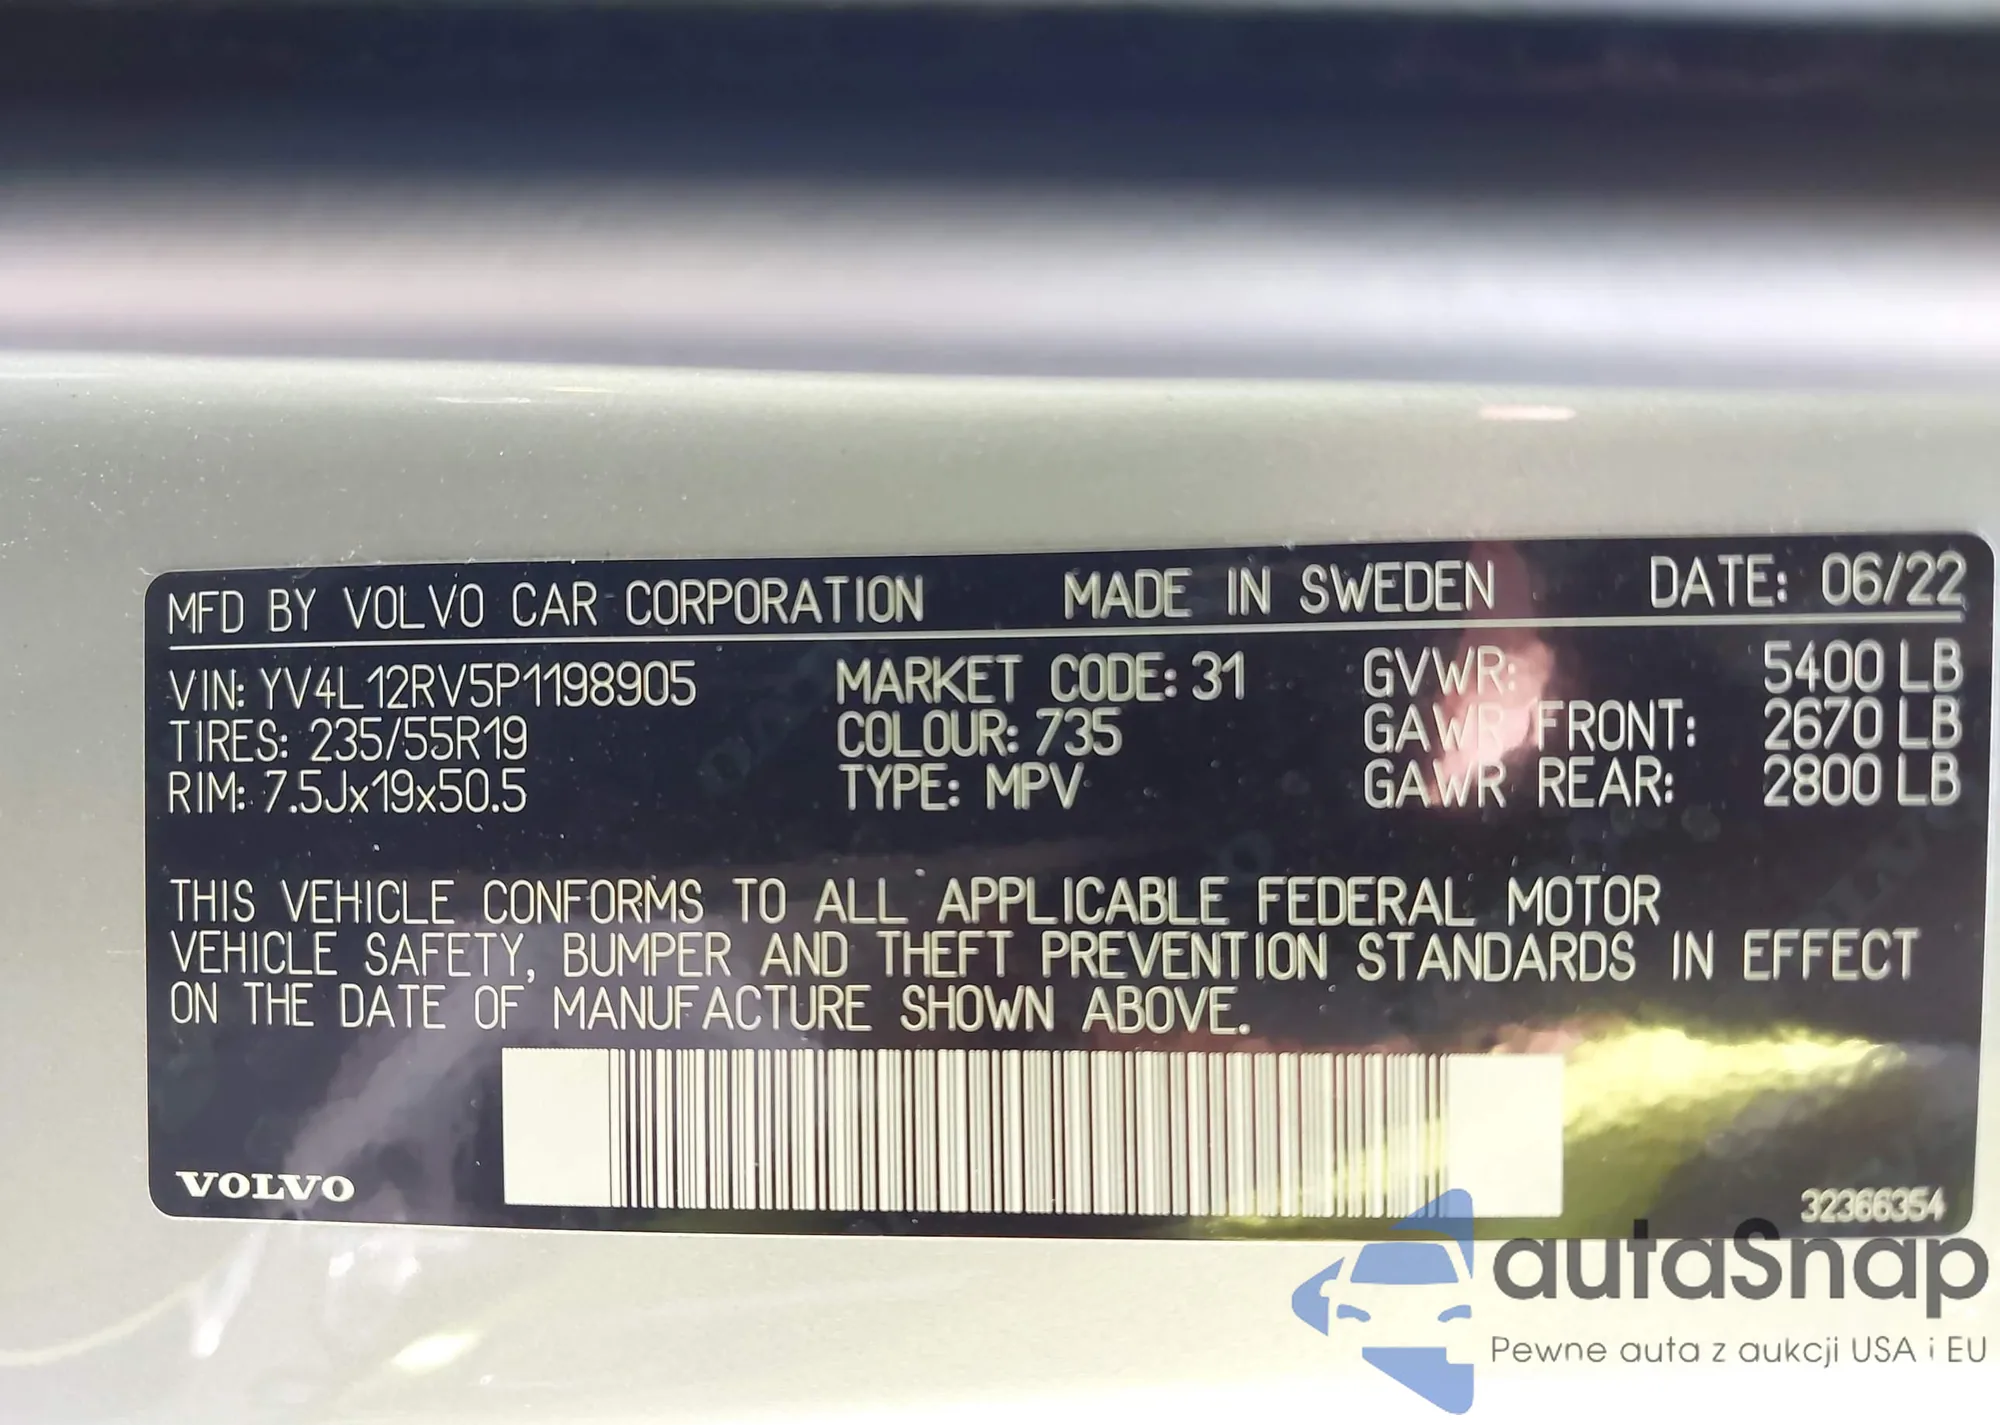 MFD BY VOLVO CAR CORPORATION MADE IN SWEDEN DATE: 06/22
VIN: YV4L12RV5P1198905 MARKET CODE: 31 GVWR: 5400 LB
TIRES: 235/55R19 COLOUR: 735 GAWR FRONT: 2670 LB
RIM: 7.5Jx19x50.5 TYPE: MPV GAWR REAR: 2800 LB
THIS VEHICLE CONFORMS TO ALL APPLICABLE FEDERAL MOTOR
VEHICLE SAFETY, BUMPER AND THEFT PREVENTION STANDARDS IN EFFECT
ON THE DATE OF MANUFACTURE SHOWN ABOVE.
VOLVO
32366354
autaSnap
Pewne auta z aukcji USA i EU